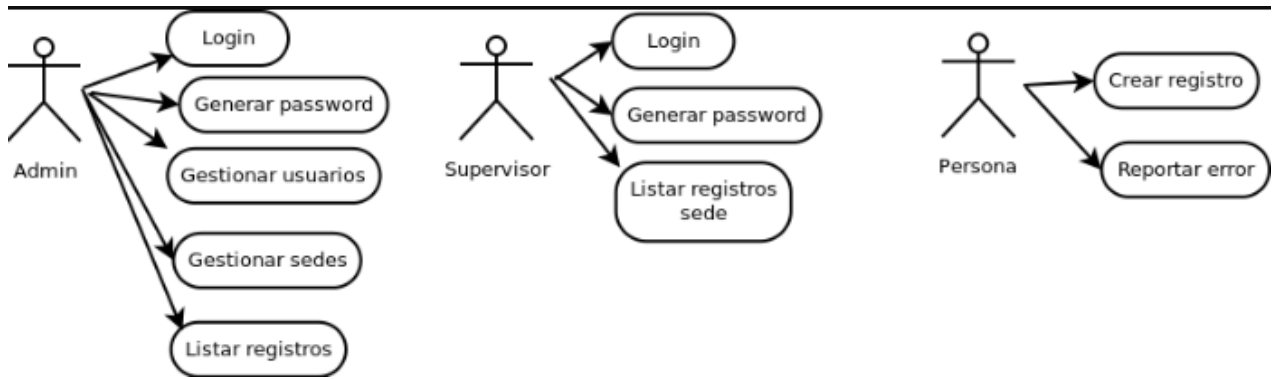 Login
Generar password
Gestionar usuarios
Gestionar sedes
Listar registros
Admin
Login
Generar password
Listar registros
sede
Supervisor
Crear registro
Reportar error
Persona